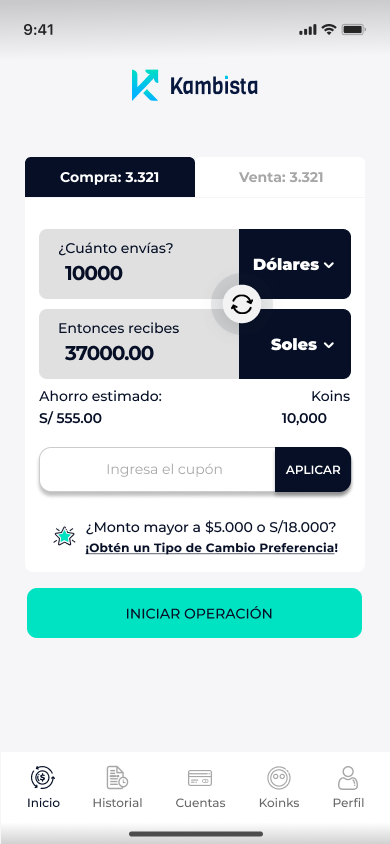 9:41
Kambista
Compra: 3.321
Venta: 3.321
¿Cuánto envías?
10000
Dólares
Entonces recibes
37000.00
Soles
Ahorro estimado:
Koins
S/ 555.00
10,000
Ingresa el cupón
APLICAR
¿Monto mayor a $5.000 o S/18.000?
¡Obtén un Tipo de Cambio Preferencia!
INICIAR OPERACIÓN
Inicio
Historial
Cuentas
Koinks
Perfil